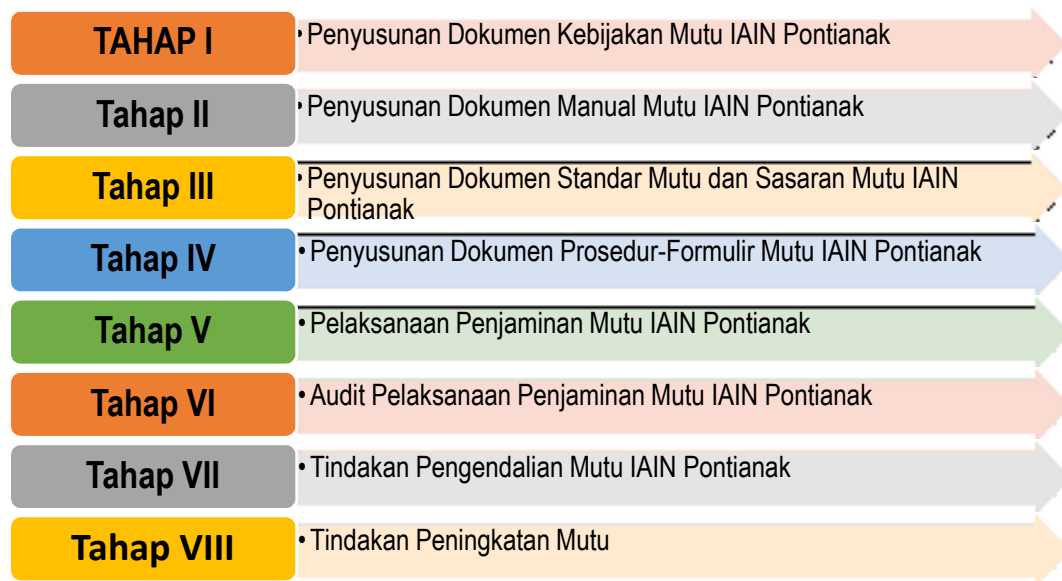 TAHAP I
• Penyusunan Dokumen Kebijakan Mutu IAIN Pontianak
Tahap II
• Penyusunan Dokumen Manual Mutu IAIN Pontianak
Tahap III
• Penyusunan Dokumen Standar Mutu dan Sasaran Mutu IAIN
Pontianak
Tahap IV
• Penyusunan Dokumen Prosedur-Formulir Mutu IAIN Pontianak
Tahap V
• Pelaksanaan Penjaminan Mutu IAIN Pontianak
Tahap VI
• Audit Pelaksanaan Penjaminan Mutu IAIN Pontianak
Tahap VII
• Tindakan Pengendalian Mutu IAIN Pontianak
Tahap VIII
• Tindakan Peningkatan Mutu